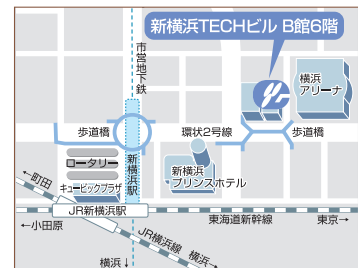 新横浜TECHビル B館6階
市営地下鉄
横浜
アリーナ
歩道橋
環状2号線
歩道橋
ロータリー
新横浜駅
新横浜
プリンスホテル
←町田
キュービックプラザ
JR新横浜駅
東海道新幹線
東京→
←小田原
JR横浜線
横浜→
横浜↓